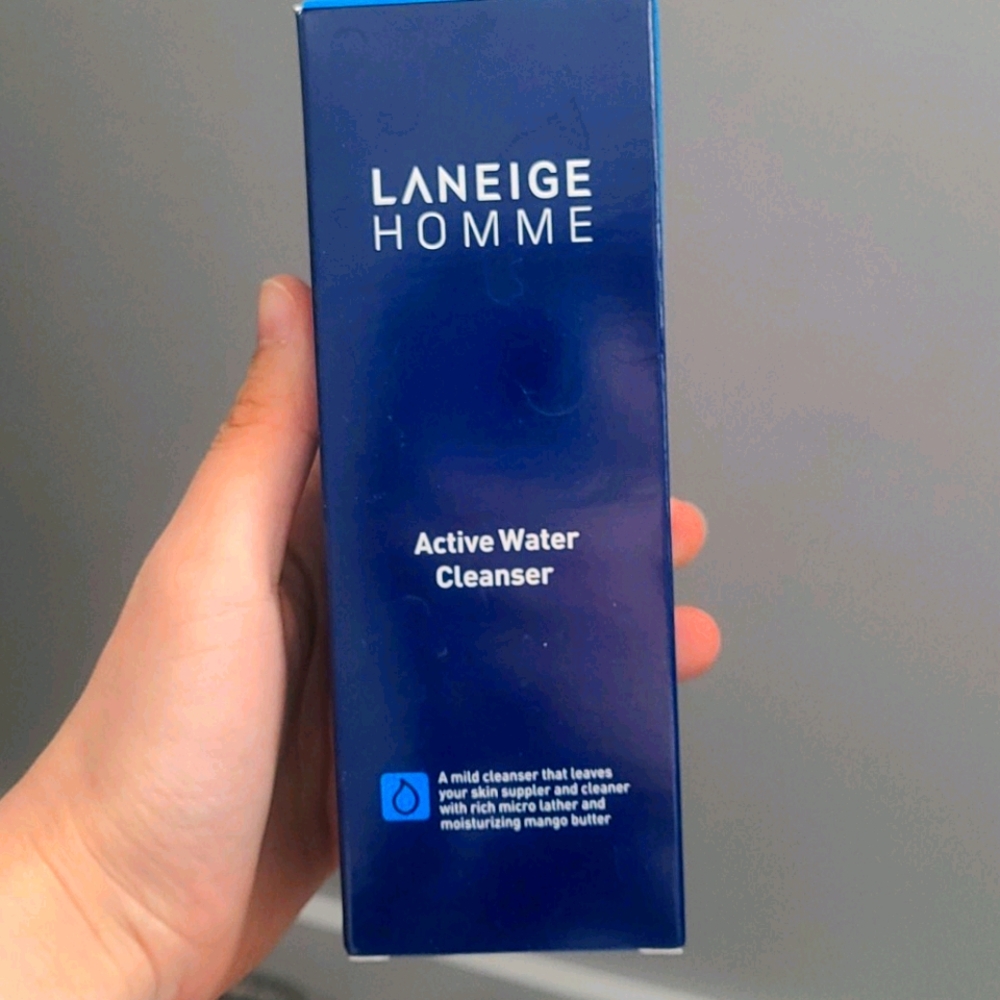 LANEIGE
HOMME
Active Water
Cleanser
A mild cleanser that leaves
your skin suppler and cleaner
with rich micro lather and
moisturizing mango butter